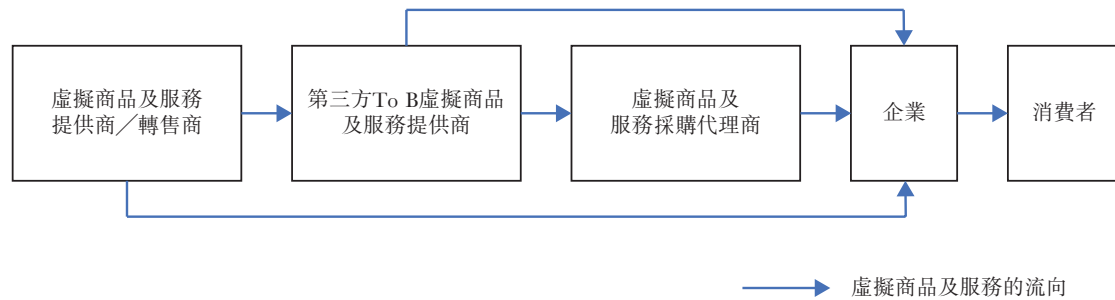 虛擬商品及服務
提供商／轉售商
第三方To B虛擬商品
及服務提供商
虛擬商品及
服務採購代理商
企業
消費者
虛擬商品及服務的流向